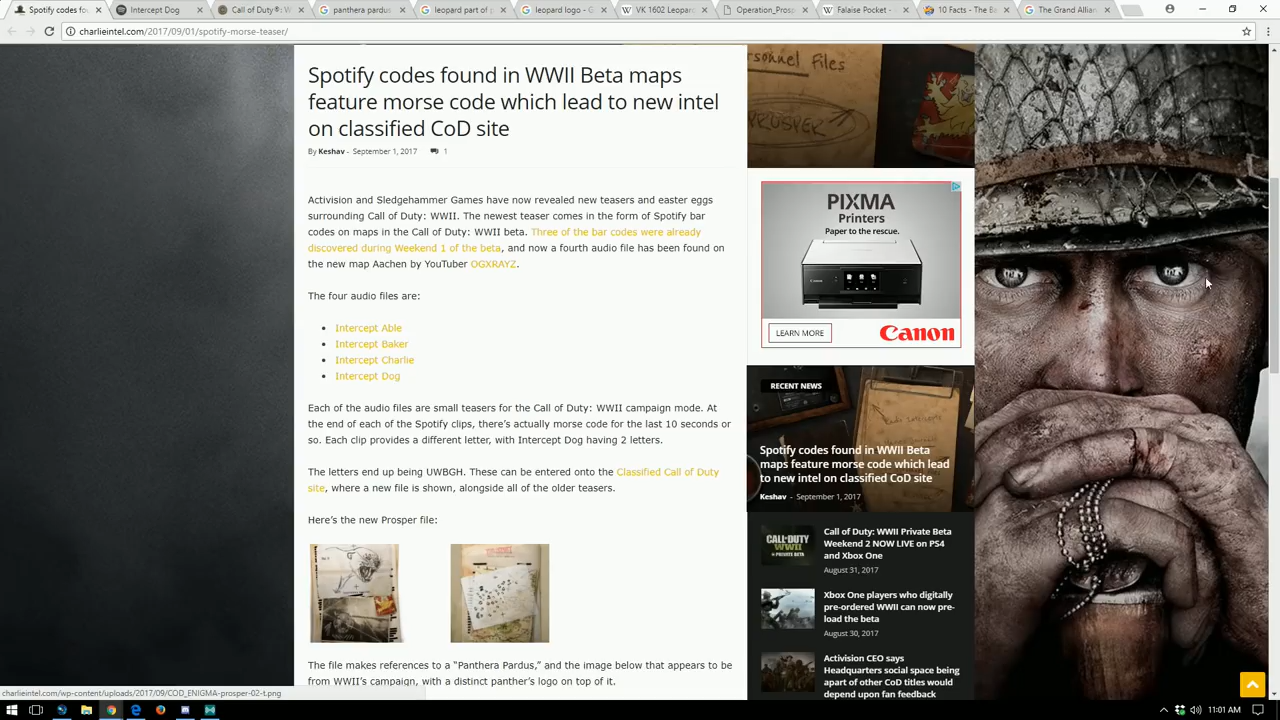 Spotify codes fo
Intercept Dog
Call of Duty®: W
panthera pardus
leopard part of p
leopard logo - G
VK 1602 Leopard
Operation_Prosp
Falaise Pocket -
10 Facts - The Ba
The Grand Allian
charlieintel.com/2017/09/01/spotify-morse-teaser/
Spotify codes found in WWII Beta maps
feature morse code which lead to new intel
on classified CoD site
By Keshav - September 1, 2017 1
Activision and Sledgehammer Games have now revealed new teasers and easter eggs
surrounding Call of Duty: WWII. The newest teaser comes in the form of Spotify bar
codes on maps in the Call of Duty: WWII beta. Three of the bar codes were already
discovered during Weekend 1 of the beta, and now a fourth audio file has been found on
the new map Aachen by YouTuber OGXRAYZ.
The four audio files are:
Intercept Able
Intercept Baker
Intercept Charlie
Intercept Dog
Each of the audio files are small teasers for the Call of Duty: WWII campaign mode. At
the end of each of the Spotify clips, there's actually morse code for the last 10 seconds or
so. Each clip provides a different letter, with Intercept Dog having 2 letters.
The letters end up being UWBGH. These can be entered onto the Classified Call of Duty
site, where a new file is shown, alongside all of the older teasers.
Here's the new Prosper file:
The file makes references to a "Panthera Pardus," and the image below that appears to be
from WWII's campaign, with a distinct panther's logo on top of it.
sonnel Files
PROSPER
PIXMA
Printers
Paper to the rescue.
LEARN MORE
Canon
RECENT NEWS
Spotify codes found in WWII Beta
maps feature morse code which lead
to new intel on classified CoD site
Keshav - September 1, 2017
CALL OF DUTY
WWII
PRIVATE BETA
Call of Duty: WWII Private Beta
Weekend 2 NOW LIVE on PS4
and Xbox One
August 31, 2017
Xbox One players who digitally
pre-ordered WWII can now pre-
load the beta
August 30, 2017
Activision CEO says
Headquarters social space being
apart of other CoD titles would
depend upon fan feedback
charlieintel.com/wp-content/uploads/2017/09/COD_ENIGMA-prosper-02-t.png
11:01 AM